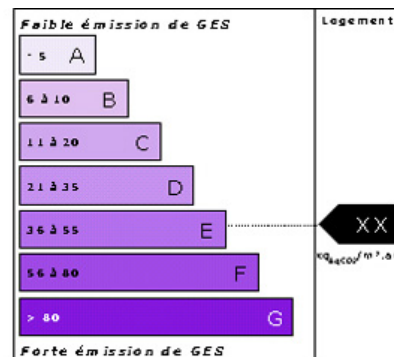 Faible émission de GES
Logement
- 5 A
6 à 10 B
11 à 20 C
21 à 35 D
36 à 55 E
XX
56 à 80 F
> 80 G
Forte émission de GES